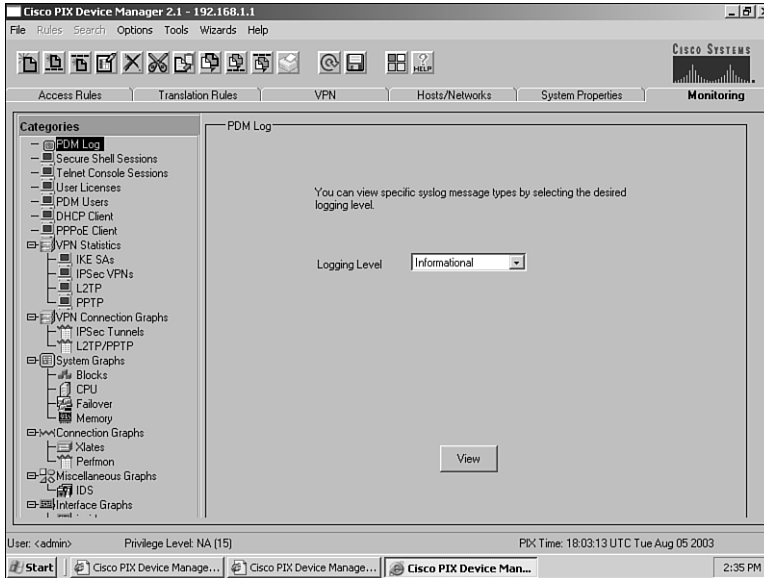 Cisco PIX Device Manager 2.1 - 192.168.1.1
File Rules Search Options Tools Wizards Help
HELP
CISCO SYSTEMS
Access Rules Translation Rules VPN Hosts/Networks System Properties Monitoring
Categories
PDM Log
Secure Shell Sessions
Telnet Console Sessions
User Licenses
PDM Users
DHCP Client
PPPoE Client
VPN Statistics
IKE SAs
IPSec VPNs
L2TP
PPTP
VPN Connection Graphs
IPSec Tunnels
L2TP/PPTP
System Graphs
Blocks
CPU
Failover
Memory
Connection Graphs
Xlates
Perfmon
Miscellaneous Graphs
IDS
Interface Graphs
PDM Log
You can view specific syslog message types by selecting the desired
logging level.
Logging Level Informational
View
User: <admin> Privilege Level: NA (15) PIX Time: 18:03:13 UTC Tue Aug 05 2003
Start Cisco PIX Device Manage... Cisco PIX Device Manage... Cisco PIX Device Man... 2:35 PM